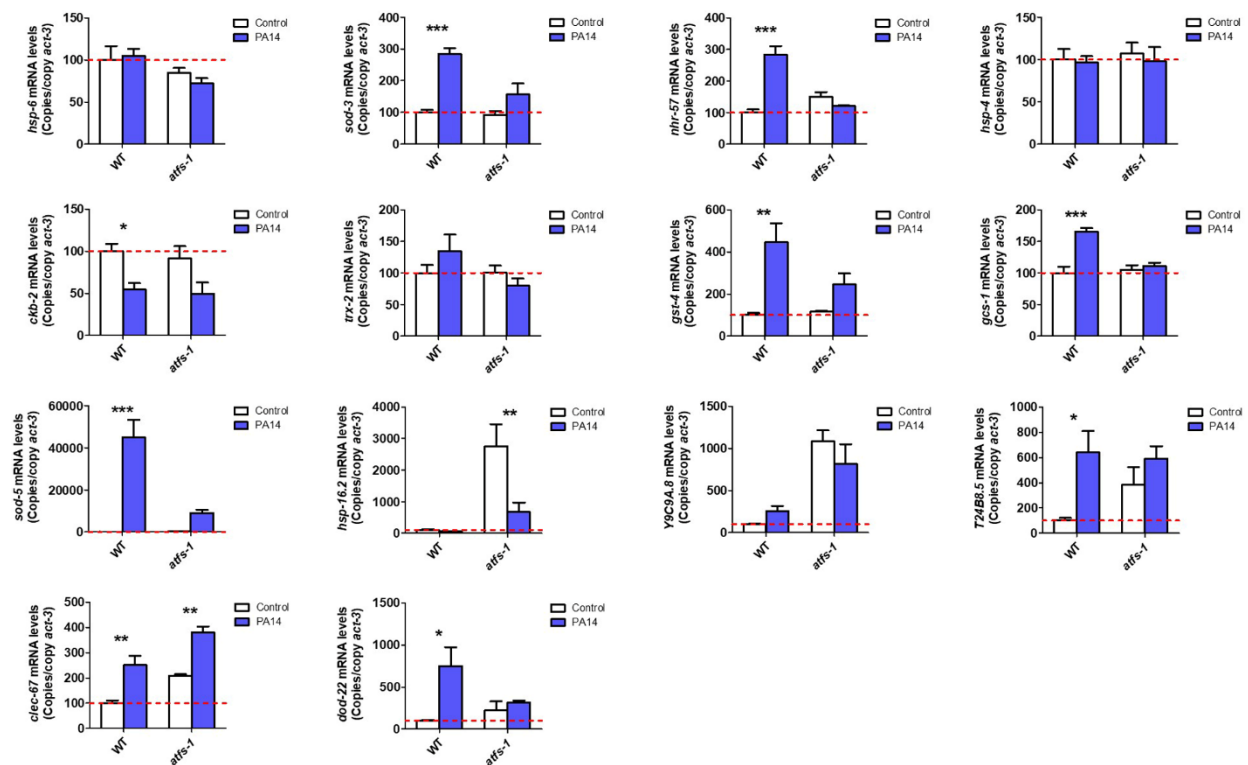 hsp-6 mRNA levels
(Copies/copy act-3)
150
100
50
0
WT
atfs-1
Control
PA14
sod-3 mRNA levels
(Copies/copy act-3)
400
300
200
100
0
***
WT
atfs-1
Control
PA14
nhr-57 mRNA levels
(Copies/copy act-3)
400
300
200
100
0
***
WT
atfs-1
Control
PA14
hsp-4 mRNA levels
(Copies/copy act-3)
150
100
50
0
WT
atfs-1
Control
PA14
ckb-2 mRNA levels
(Copies/copy act-3)
150
100
50
0
*
WT
atfs-1
Control
PA14
trx-2 mRNA levels
(Copies/copy act-3)
200
150
100
50
0
WT
atfs-1
Control
PA14
gst-4 mRNA levels
(Copies/copy act-3)
600
400
200
0
**
WT
atfs-1
Control
PA14
gcs-1 mRNA levels
(Copies/copy act-3)
200
150
100
50
0
***
WT
atfs-1
Control
PA14
sod-5 mRNA levels
(Copies/copy act-3)
60000
40000
20000
0
***
WT
atfs-1
Control
PA14
hsp-16.2 mRNA levels
(Copies/copy act-3)
4000
3000
2000
1000
0
**
WT
atfs-1
Control
PA14
Y9C9A.8 mRNA levels
(Copies/copy act-3)
1500
1000
500
0
WT
atfs-1
Control
PA14
T24B8.5 mRNA levels
(Copies/copy act-3)
1000
800
600
400
200
0
*
WT
atfs-1
Control
PA14
clec-67 mRNA levels
(Copies/copy act-3)
500
400
300
200
100
0
**
**
WT
atfs-1
Control
PA14
dod-22 mRNA levels
(Copies/copy act-3)
1500
1000
500
0
*
WT
atfs-1
Control
PA14